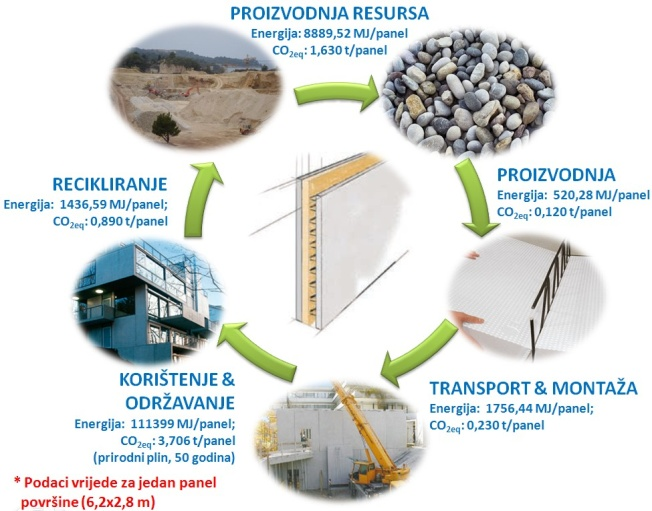 PROIZVODNJA RESURSA
Energija: 8889,52 MJ/panel
CO2eq: 1,630 t/panel
PROIZVODNJA
Energija: 520,28 MJ/panel
CO2eq: 0,120 t/panel
TRANSPORT & MONTAŽA
Energija: 1756,44 MJ/panel;
CO2eq: 0,230 t/panel
KORIŠTENJE &
ODRŽAVANJE
Energija: 111399 MJ/panel;
CO2eq: 3,706 t/panel
(prirodni plin, 50 godina)
RECIKLIRANJE
Energija: 1436,59 MJ/panel;
CO2eq: 0,890 t/panel
* Podaci vrijede za jedan panel
površine (6,2x2,8 m)